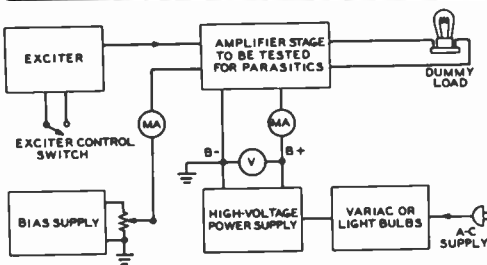 EXCITER
AMPLIFIER STAGE
TO BE TESTED
FOR PARASITICS
DUMMY
LOAD
MA
MA
EXCITER CONTROL
SWITCH
B-
V
B+
BIAS SUPPLY
HIGH-VOLTAGE
POWER SUPPLY
VARIAC OR
LIGHT BULBS
A-C
SUPPLY